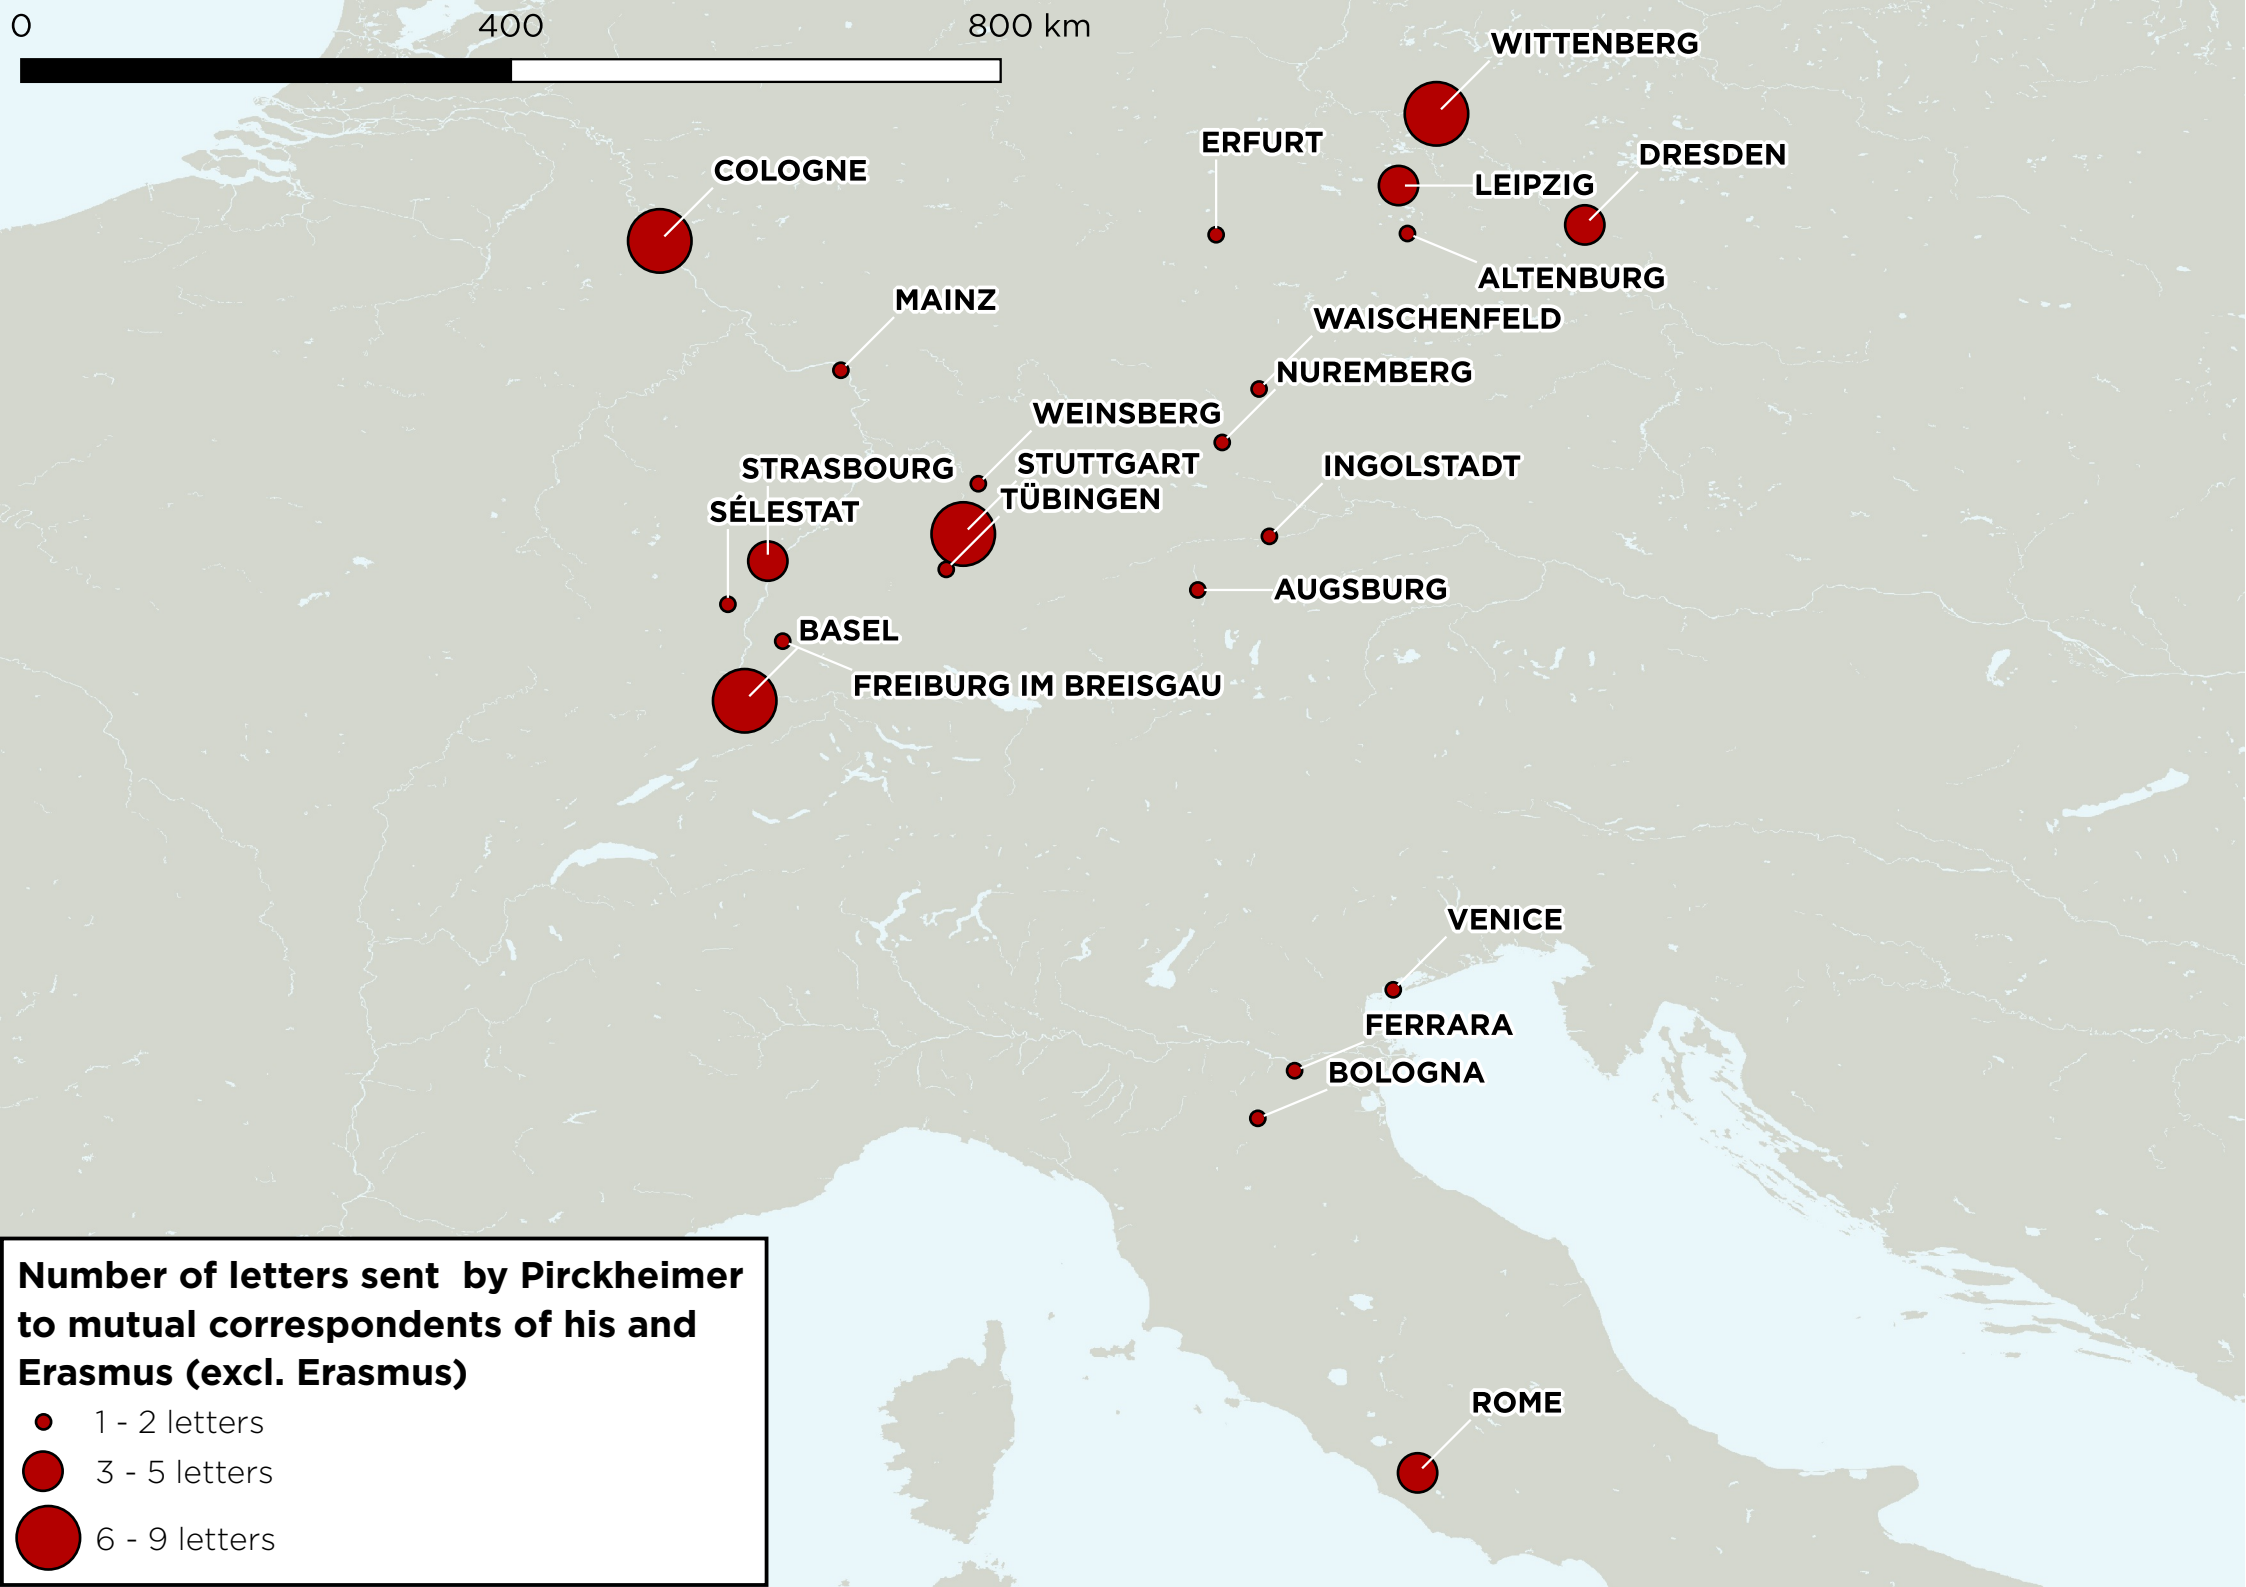 0 400 800 km
WITTENBERG
ERFURT
DRESDEN
COLOGNE
LEIPZIG
ALTENBURG
MAINZ
WAISCHENFELD
NUREMBERG
WEINSBERG
STUTTGART
INGOLSTADT
STRASBOURG
TÜBINGEN
SÉLESTAT
AUGSBURG
BASEL
FREIBURG IM BREISGAU
VENICE
FERRARA
BOLOGNA
ROME
Number of letters sent by Pirckheimer
to mutual correspondents of his and
Erasmus (excl. Erasmus)
1 - 2 letters
3 - 5 letters
6 - 9 letters